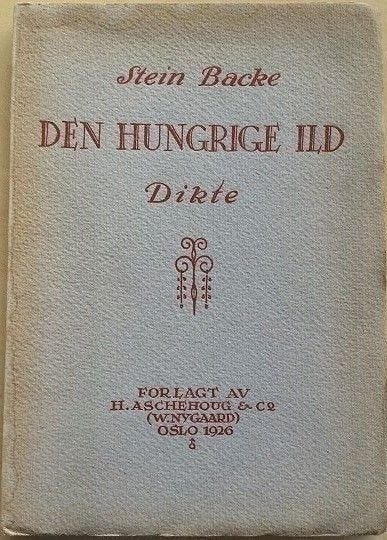 Stein Backe
DEN HUNGRIGE ILD
Dikte
FORLAGT AV
H. ASCHEHOUG & Co
(W. NYGAARD)
OSLO 1926